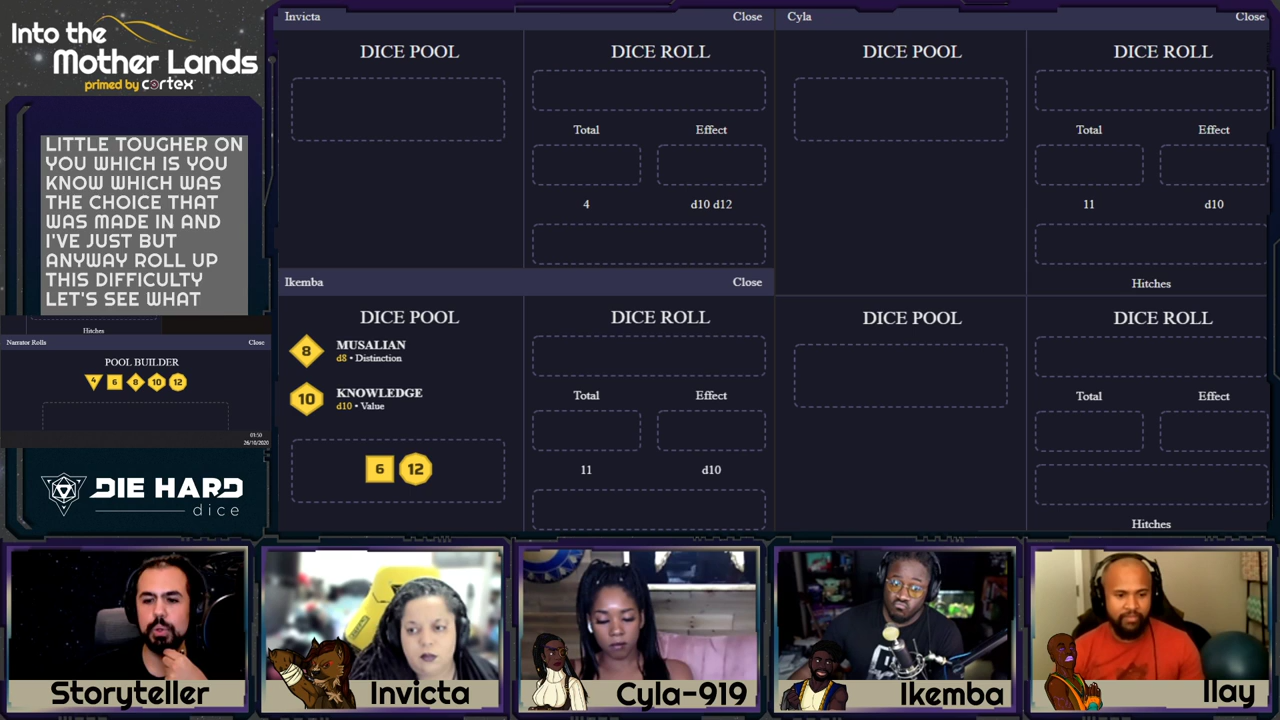 Into the
Mother Lands
primed by cortex
LITTLE TOUGHER ON
YOU WHICH IS YOU
KNOW WHICH WAS
THE CHOICE THAT
WAS MADE IN AND
I'VE JUST BUT
ANYWAY ROLL UP
THIS DIFFICULTY
LET'S SEE WHAT
Hitches
Narrator Rolls
Close
POOL BUILDER
4 6 8 10 12
03:50
26/10/2020
DIE HARD
dice
Invicta
Close
DICE POOL
DICE ROLL
Total
Effect
4
d10 d12
Cyla
Close
DICE POOL
DICE ROLL
Total
Effect
11
d10
Hitches
Ikemba
Close
DICE POOL
8
MUSALIAN
d8 • Distinction
10
KNOWLEDGE
d10 • Value
6 12
DICE ROLL
Total
Effect
11
d10
DICE POOL
DICE ROLL
Total
Effect
Hitches
Storyteller
Invicta
Cyla-919
Ikemba
Ilay